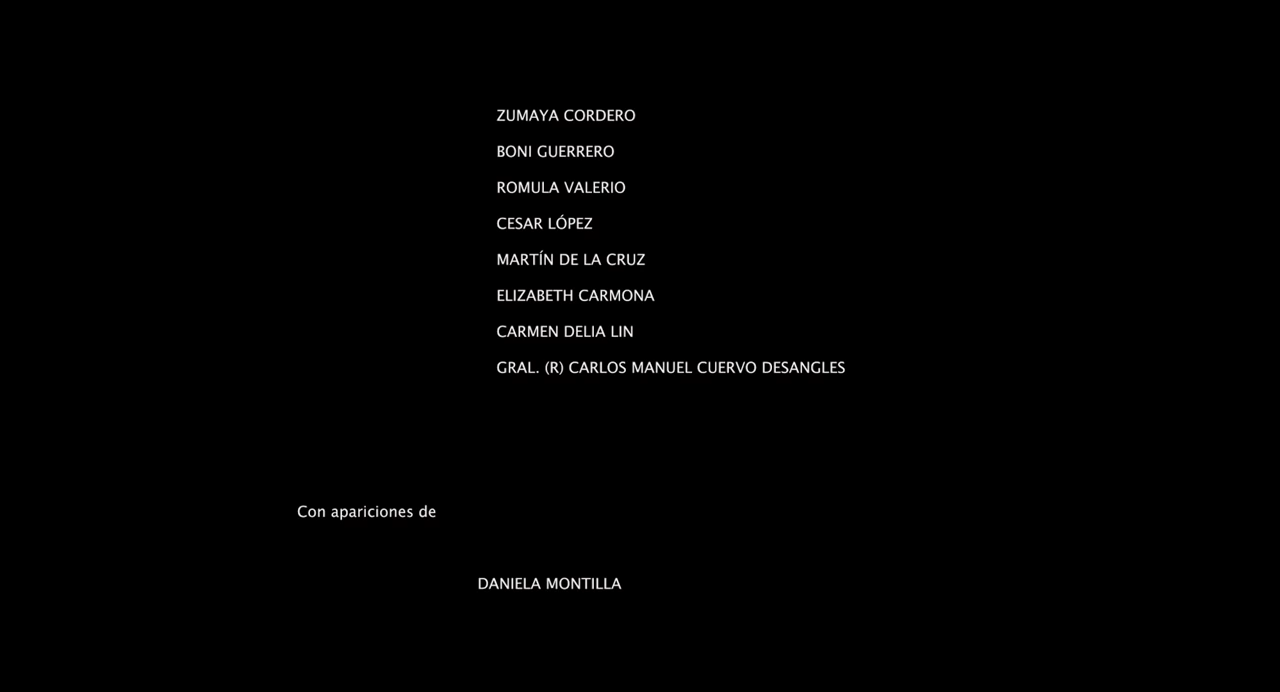 ZUMAYA CORDERO
BONI GUERRERO
ROMULA VALERIO
CESAR LÓPEZ
MARTÍN DE LA CRUZ
ELIZABETH CARMONA
CARMEN DELIA LIN
GRAL. (R) CARLOS MANUEL CUERVO DESANGLES
Con apariciones de
DANIELA MONTILLA